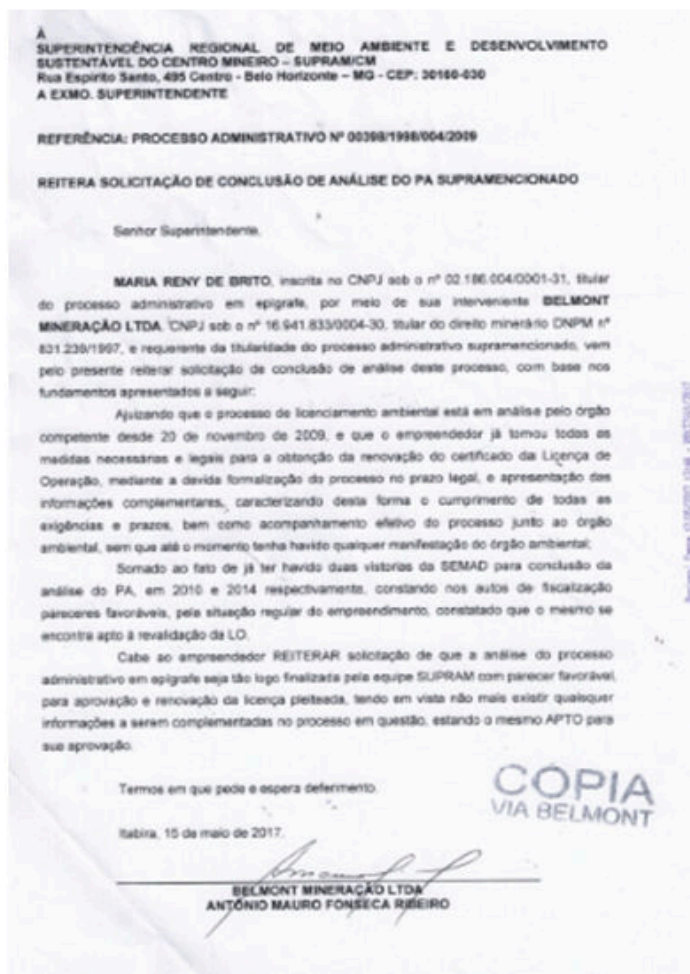 À
SUPERINTENDÊNCIA REGIONAL DE MEIO AMBIENTE E DESENVOLVIMENTO
SUSTENTÁVEL DO CENTRO MINEIRO – SUPRAM/CM
Rua Espírito Santo, 495 Centro - Belo Horizonte – MG - CEP: 30160-030
A EXMO. SUPERINTENDENTE
REFERÊNCIA: PROCESSO ADMINISTRATIVO Nº 00398/1998/004/2009
REITERA SOLICITAÇÃO DE CONCLUSÃO DE ANÁLISE DO PA SUPRAMENCIONADO
Senhor Superintendente,
MARIA RENY DE BRITO, inscrita no CNPJ sob o nº 02.186.004/0001-31, titular
do processo administrativo em epígrafe, por meio de sua interveniente BELMONT
MINERAÇÃO LTDA, CNPJ sob o nº 16.941.833/0004-30, titular do direito minerário DNPM nº
831.239/1997, e requerente da titularidade do processo administrativo supramencionado, vem
pelo presente reiterar solicitação de conclusão de análise deste processo, com base nos
fundamentos apresentados a seguir;
Ajuizando que o processo de licenciamento ambiental está em análise pelo órgão
competente desde 20 de novembro de 2009, e que o empreendedor já tomou todas as
medidas necessárias e legais para a obtenção da renovação do certificado da Licença de
Operação, mediante a devida formalização do processo no prazo legal, e apresentação das
informações complementares, caracterizando desta forma o cumprimento de todas as
exigências e prazos, bem como acompanhamento efetivo do processo junto ao órgão
ambiental, sem que até o momento tenha havido qualquer manifestação do órgão ambiental;
Somado ao fato de já ter havido duas vistorias da SEMAD para conclusão da
análise do PA, em 2010 e 2014 respectivamente, constando nos autos de fiscalização
pareceres favoráveis, pela situação regular do empreendimento, constatado que o mesmo se
encontra apto à revalidação da LO.
Cabe ao empreendedor REITERAR solicitação de que a análise do processo
administrativo em epígrafe seja tão logo finalizada pela equipe SUPRAM com parecer favorável,
para aprovação e renovação da licença pleiteada, tendo em vista não mais existir quaisquer
informações a serem complementadas no processo em questão, estando o mesmo APTO para
sua aprovação.
Termos em que pede e espera deferimento.
CÓPIA
VIA BELMONT
Itabira, 15 de maio de 2017.
BELMONT MINERAÇÃO LTDA
ANTÔNIO MAURO FONSECA RIBEIRO